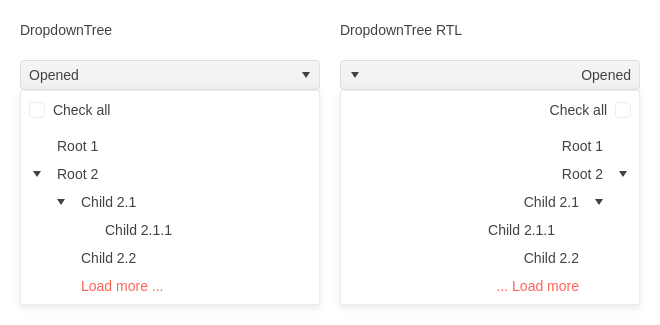 DropdownTree
Opened
Check all
Root 1
Root 2
Child 2.1
Child 2.1.1
Child 2.2
Load more ...
DropdownTree RTL
Opened
Check all
Root 1
Root 2
Child 2.1
Child 2.1.1
Child 2.2
... Load more